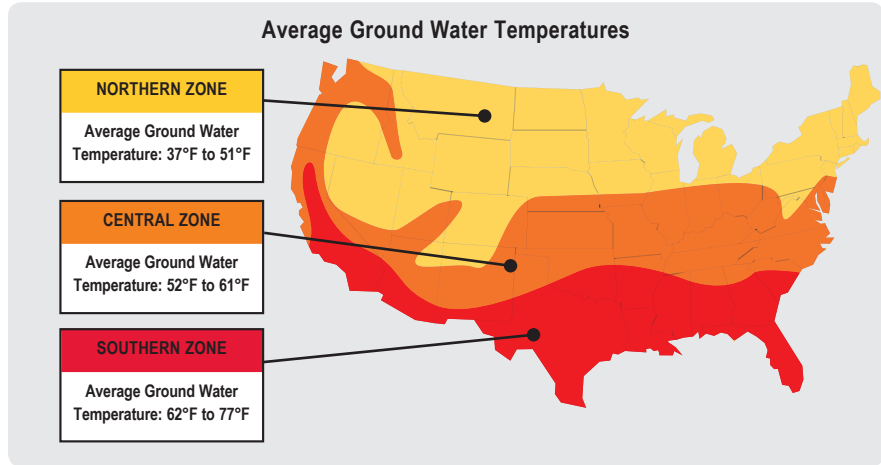 Average Ground Water Temperatures
NORTHERN ZONE
Average Ground Water
Temperature: 37°F to 51°F
CENTRAL ZONE
Average Ground Water
Temperature: 52°F to 61°F
SOUTHERN ZONE
Average Ground Water
Temperature: 62°F to 77°F